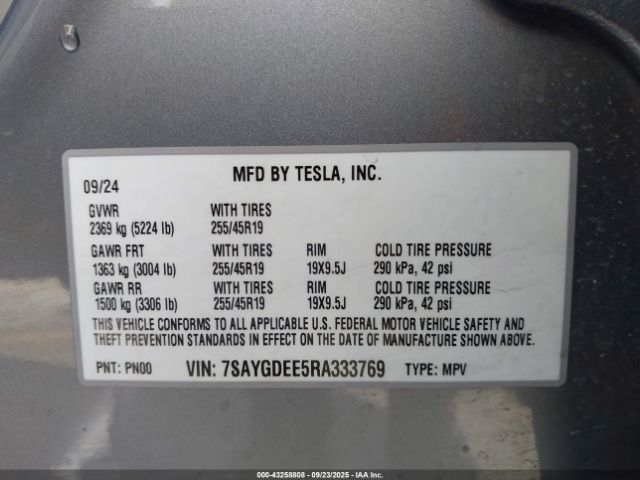 MFD BY TESLA, INC.
09/24
GVWR WITH TIRES
2369 kg (5224 lb) 255/45R19
GAWR FRT WITH TIRES RIM COLD TIRE PRESSURE
1363 kg (3004 lb) 255/45R19 19X9.5J 290 kPa, 42 psi
GAWR RR WITH TIRES RIM COLD TIRE PRESSURE
1500 kg (3306 lb) 255/45R19 19X9.5J 290 kPa, 42 psi
THIS VEHICLE CONFORMS TO ALL APPLICABLE U.S. FEDERAL MOTOR VEHICLE SAFETY AND
THEFT PREVENTION STANDARDS IN EFFECT ON THE DATE OF MANUFACTURE SHOWN ABOVE.
PNT: PN00 VIN: 7SAYGDEE5RA333769 TYPE: MPV
000-43258808 - 09/23/2025 - IAA Inc.